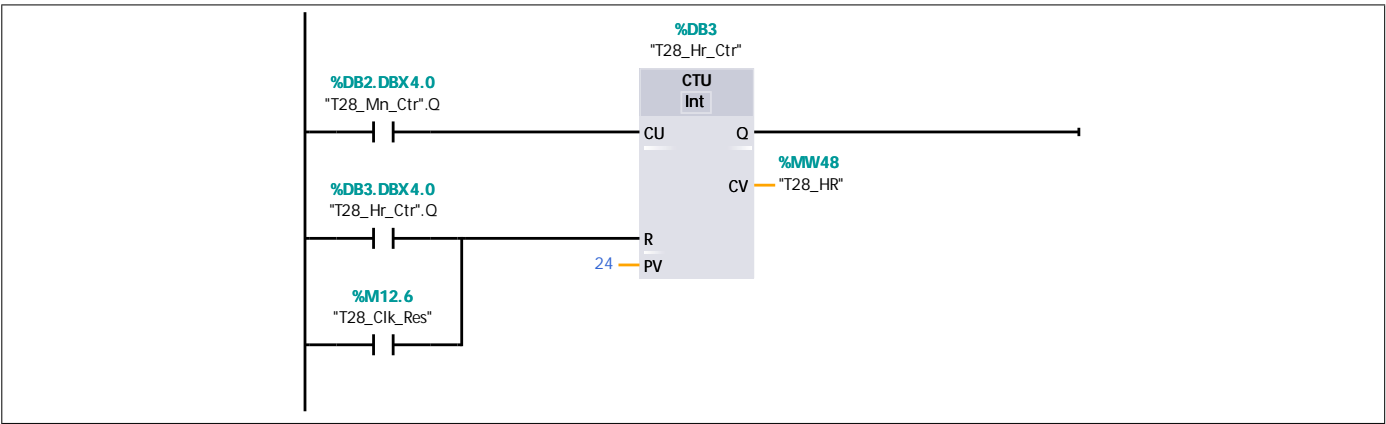 %DB3
"T28_Hr_Ctr"
%DB2.DBX4.0
"T28_Mn_Ctr".Q
CTU
Int
CU
Q
%MW48
CV
"T28_HR"
%DB3.DBX4.0
"T28_Hr_Ctr".Q
R
24
PV
%M12.6
"T28_Clk_Res"